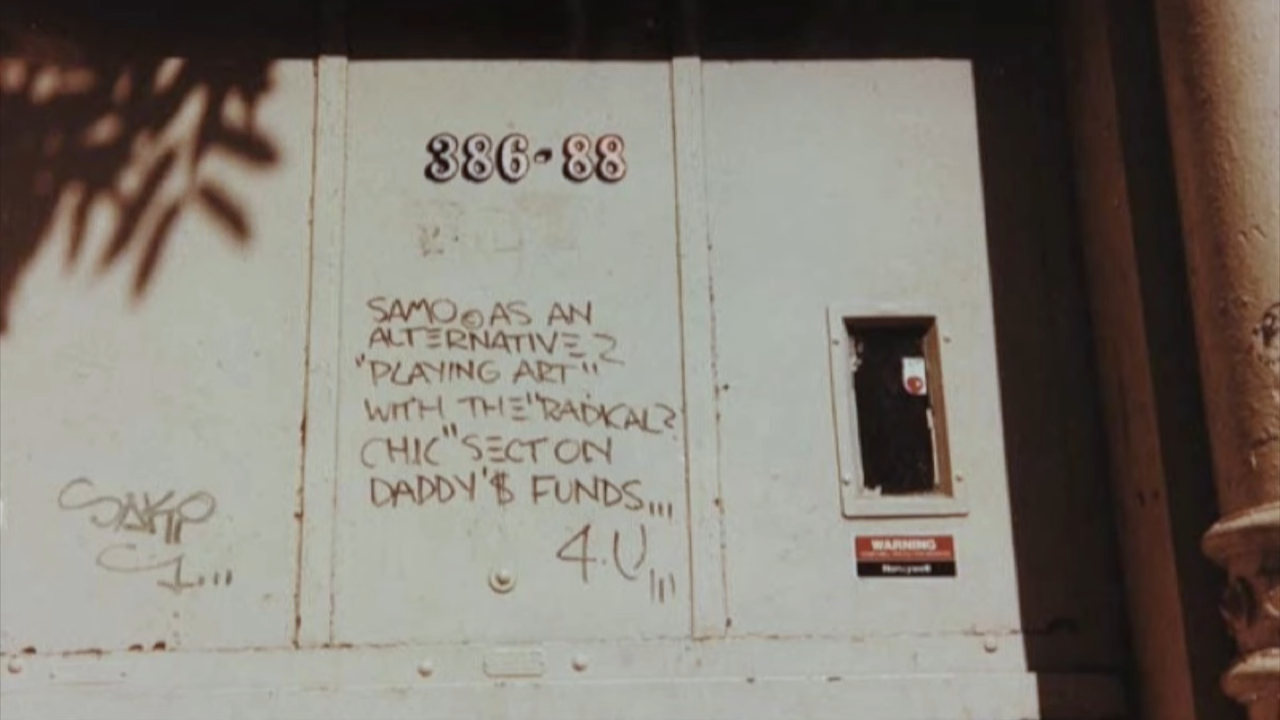 386-88
SAMO© AS AN
ALTERNATIVE 2
"PLAYING ART"
WITH THE "RADICAL?
CHIC" SECT ON
DADDY'$ FUNDS...
4.U...
WARNING
Honeywell